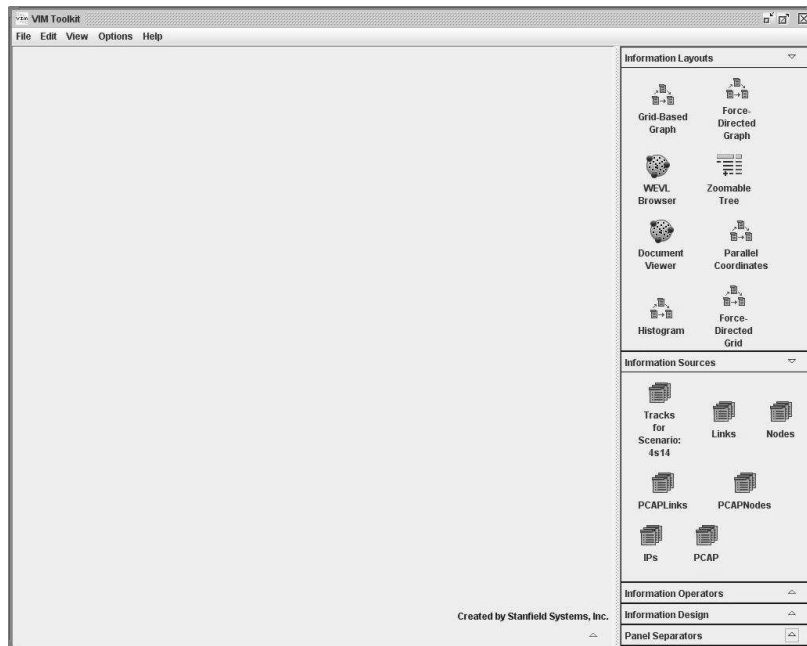 vim VIM Toolkit
File Edit View Options Help
Information Layouts
Grid-Based
Graph
Force-
Directed
Graph
WEVL
Browser
Zoomable
Tree
Document
Viewer
Parallel
Coordinates
Histogram
Force-
Directed
Grid
Information Sources
Tracks
for
Scenario:
4s14
Links
Nodes
PCAPLinks
PCAPNodes
IPs
PCAP
Information Operators
Created by Stanfield Systems, Inc.
Information Design
Panel Separators